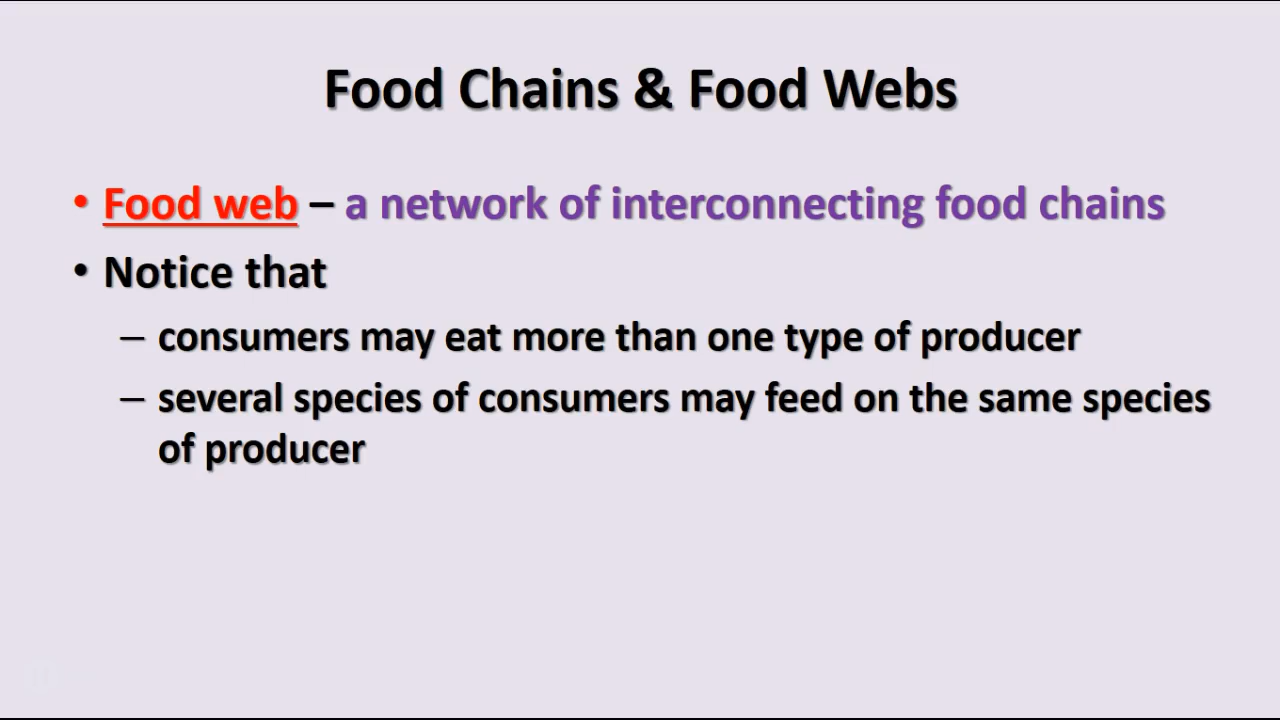 Food Chains & Food Webs
• Food web – a network of interconnecting food chains
• Notice that
– consumers may eat more than one type of producer
– several species of consumers may feed on the same species
of producer